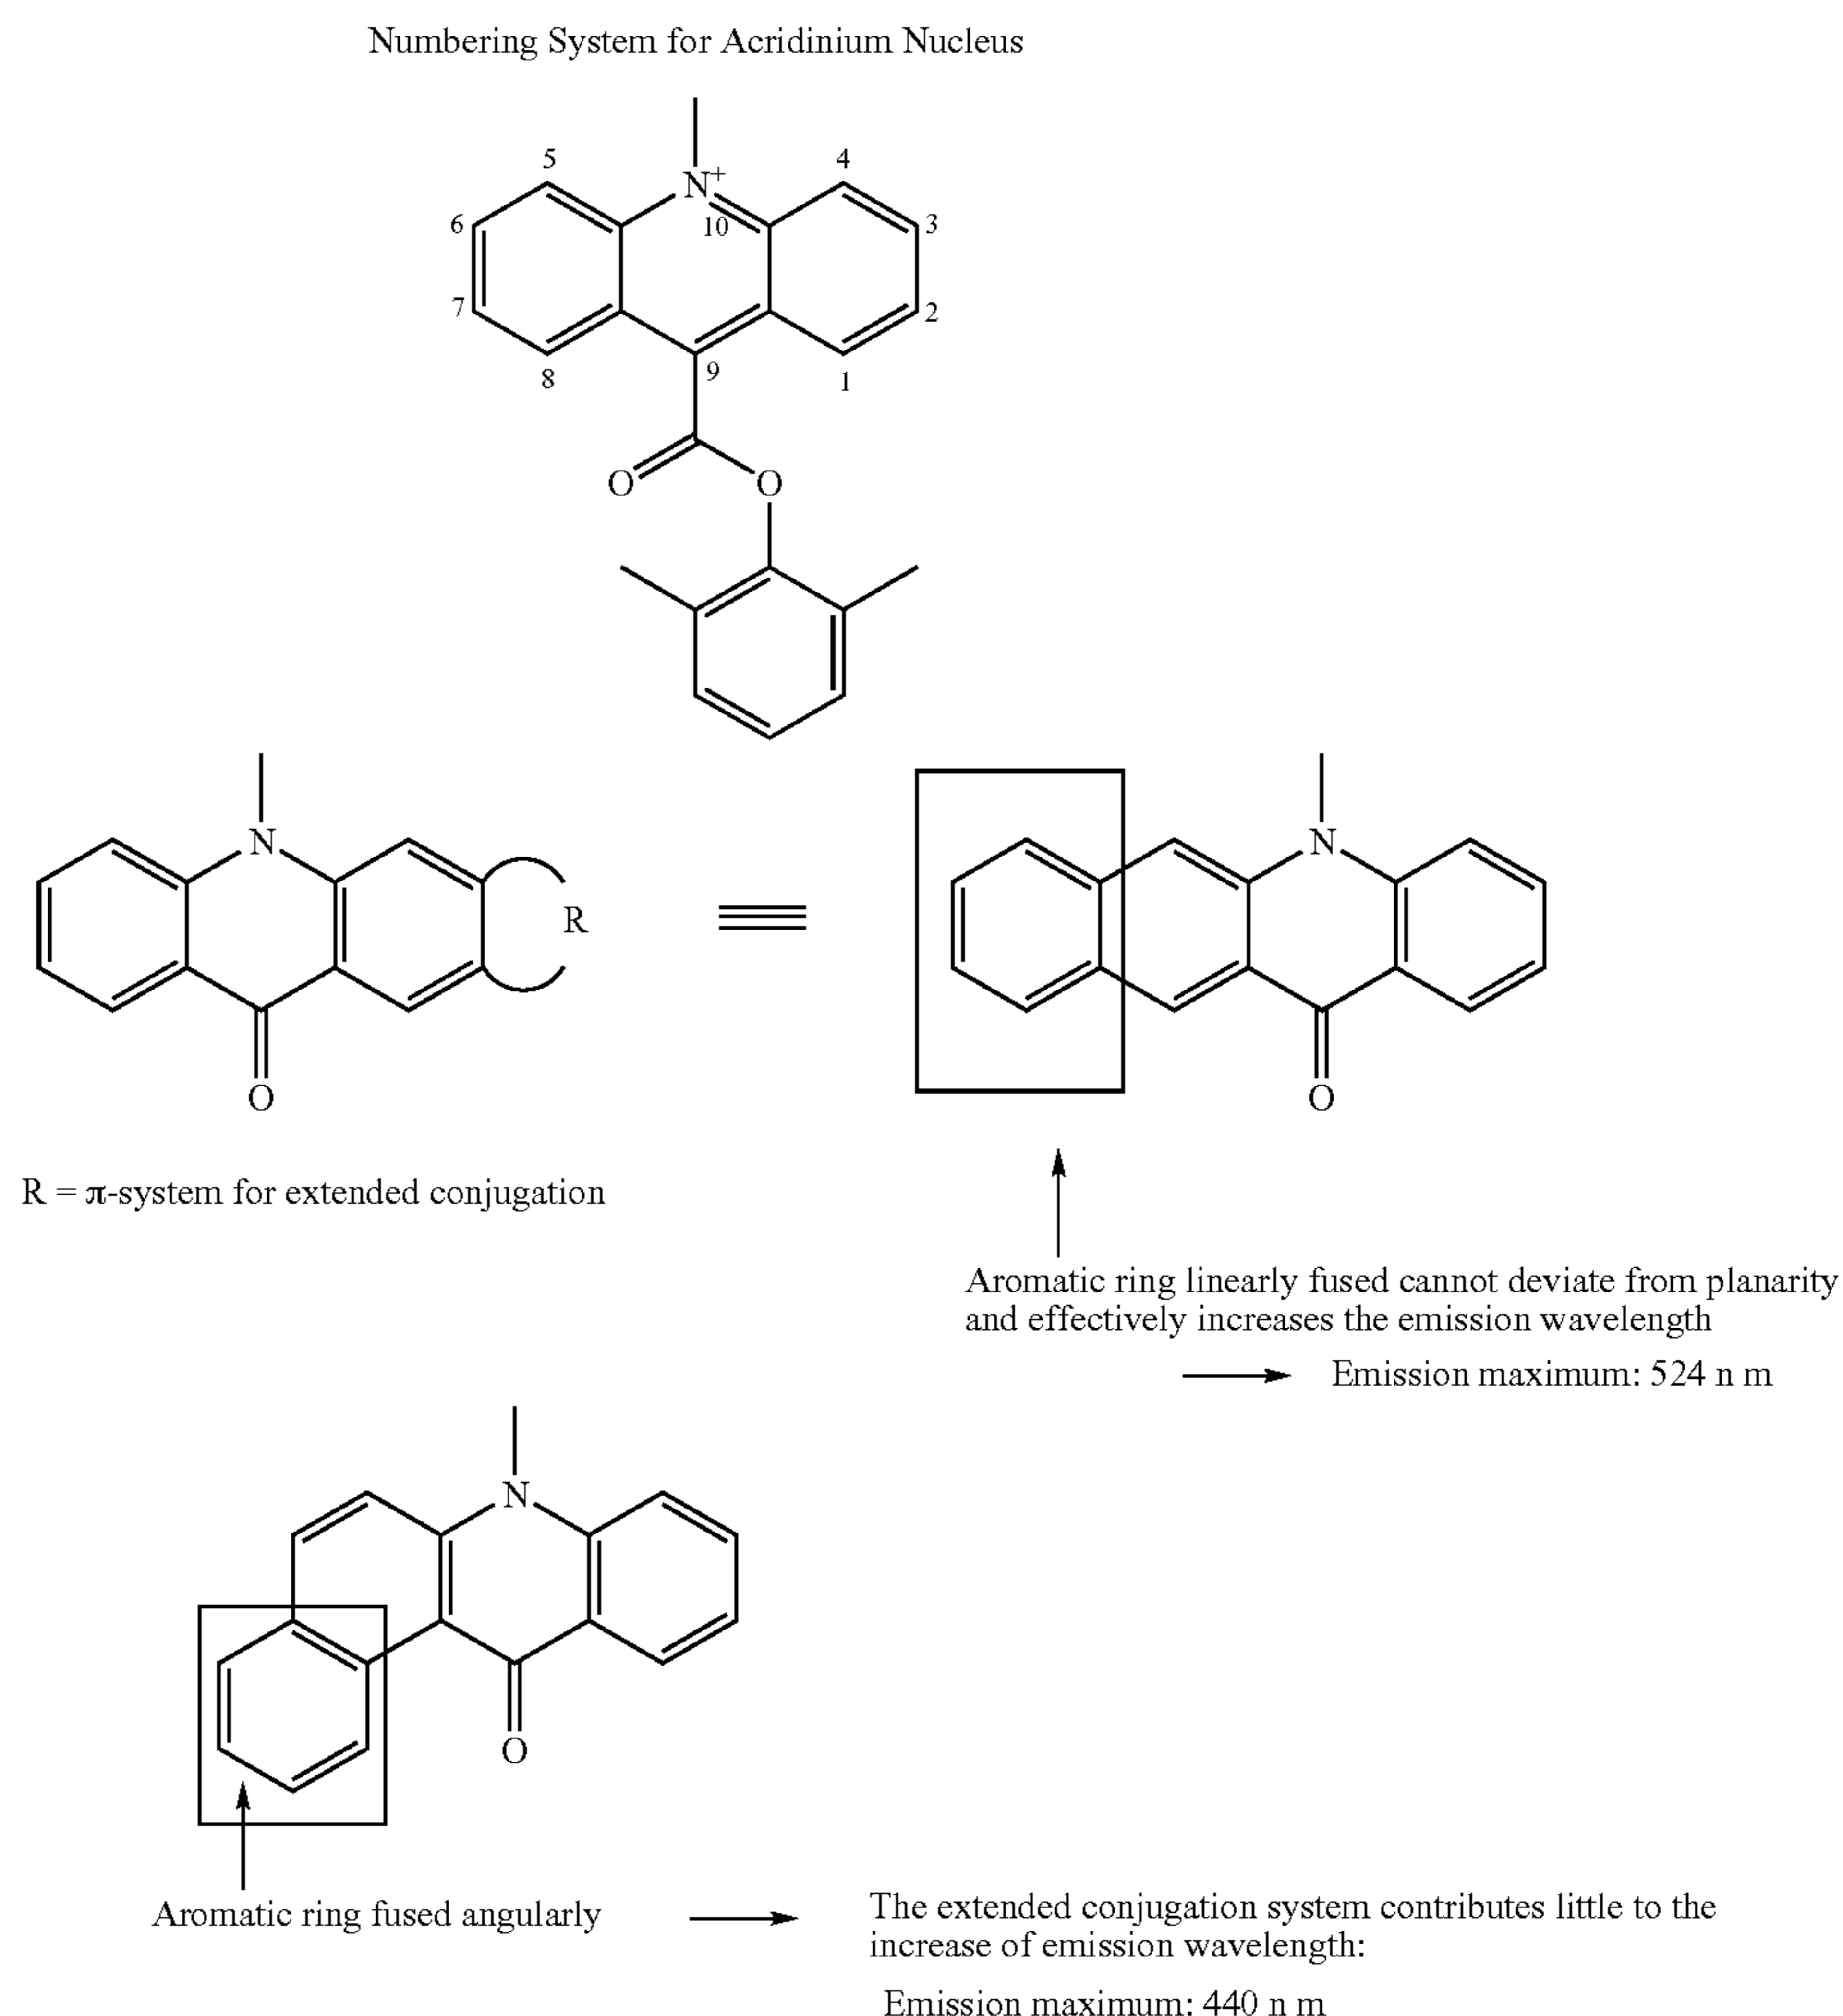 Numbering System for Acridinium Nucleus
5
4
N+
6
10
3
7
2
8
9
1
O
O
N
N
R
O
O
R = π-system for extended conjugation
Aromatic ring linearly fused cannot deviate from planarity
and effectively increases the emission wavelength
Emission maximum: 524 n m
N
O
Aromatic ring fused angularly
The extended conjugation system contributes little to the
increase of emission wavelength:
Emission maximum: 440 n m